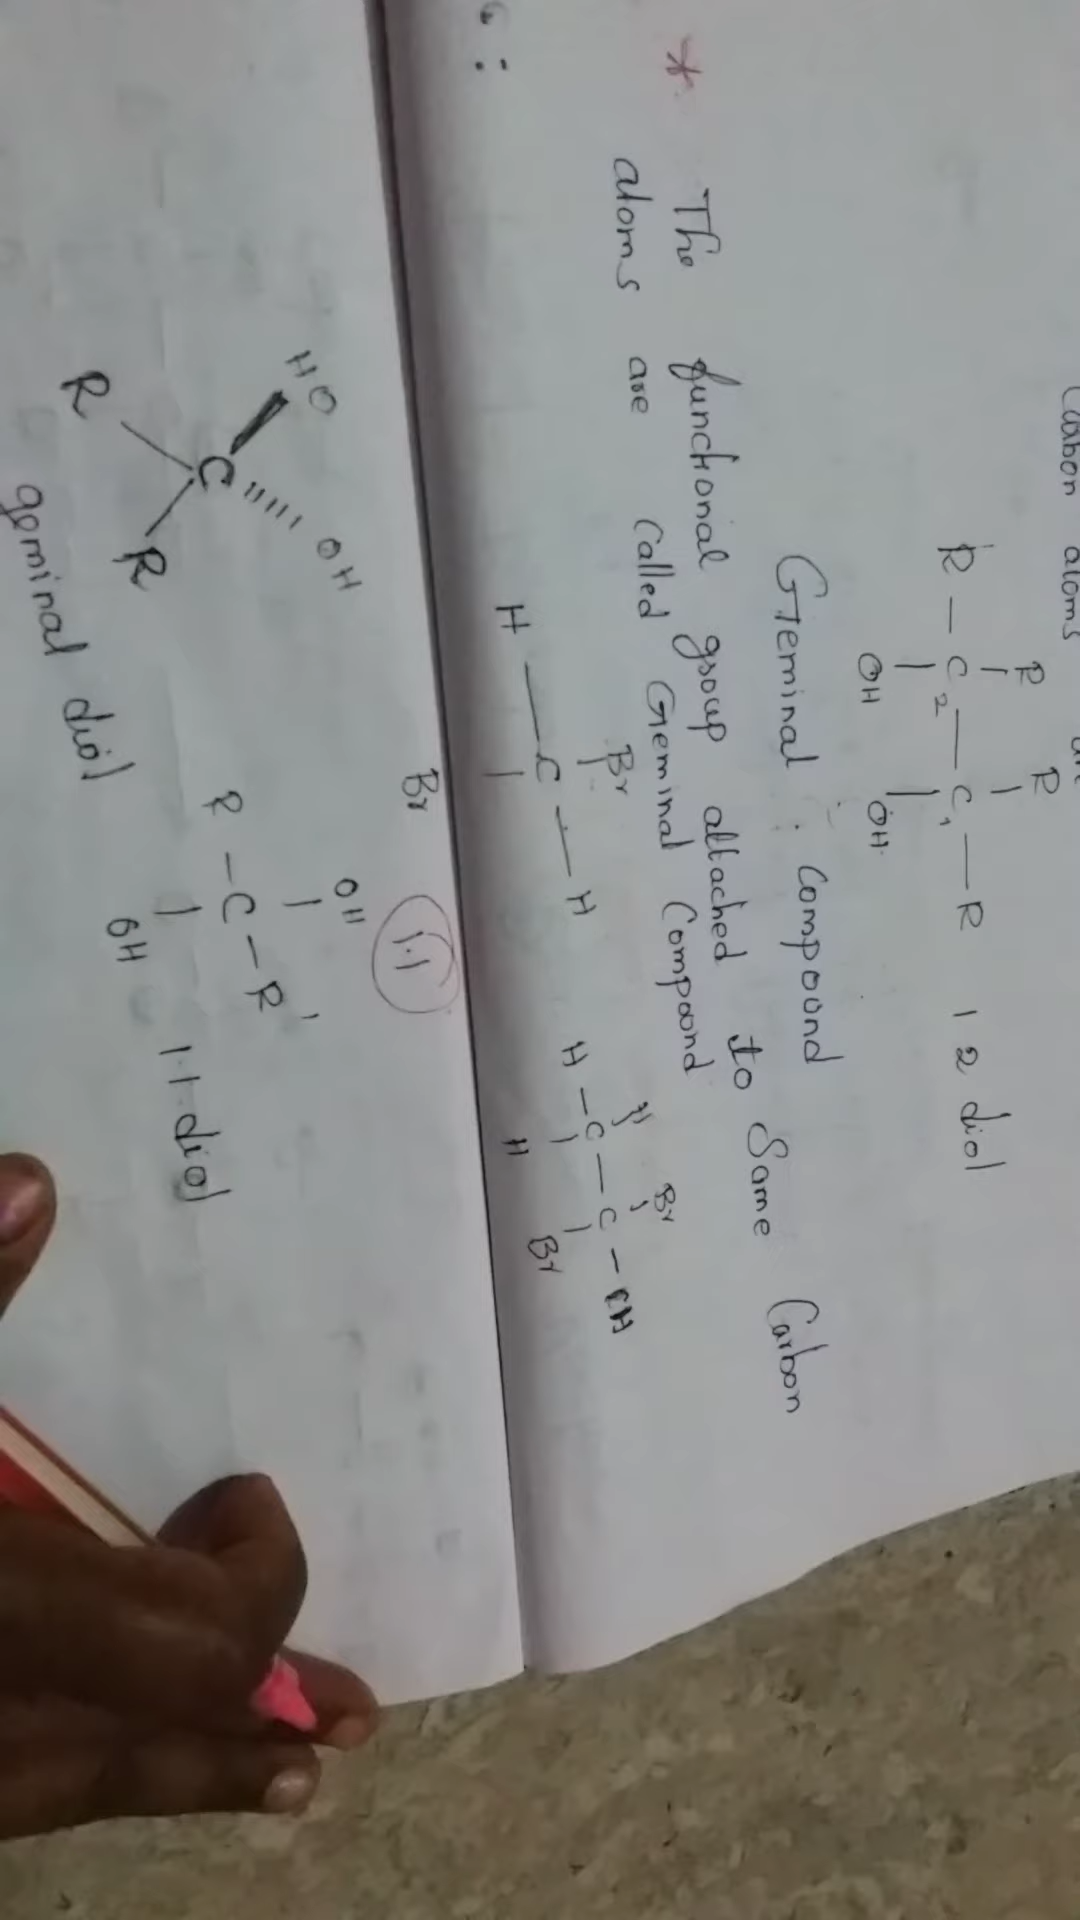 Carbon atoms
R R
R – C – C – R 1 2 diol
2 1
OH OH
Geminal : Compound
* The functional group attached to Same Carbon
atoms are called Geminal Compound
Br H Br
H – C – H H – C – C – CH
H Br
Br 1.1
HO OH OH
C R – C – R'
R R OH 1.1.diol
geminal diol